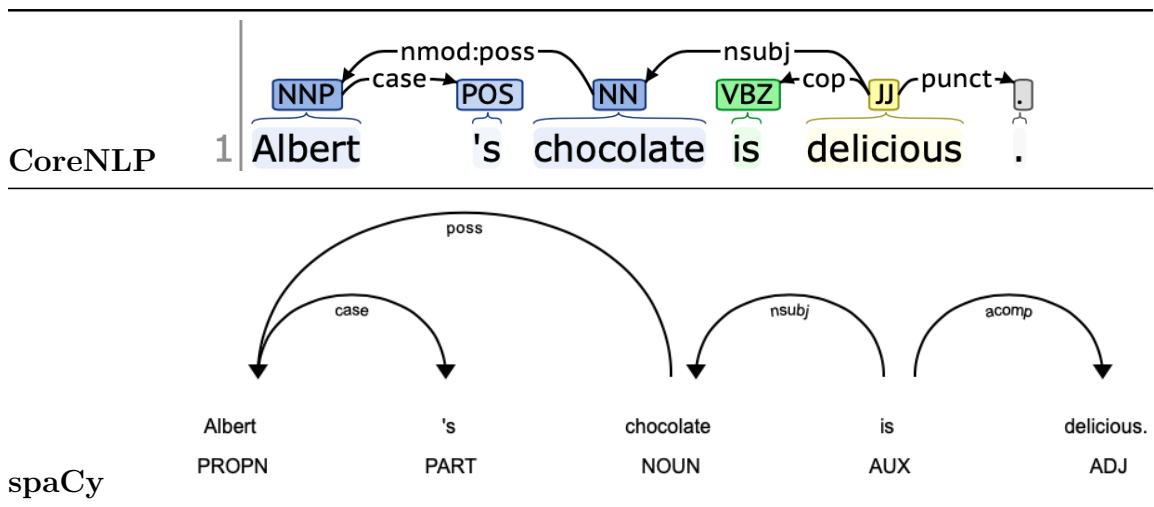 nmod:poss nsubj
case cop punct
NNP POS NN VBZ JJ .
CoreNLP 1 Albert 's chocolate is delicious .
poss
case nsubj acomp
Albert 's chocolate is delicious.
PROPN PART NOUN AUX ADJ
spaCy